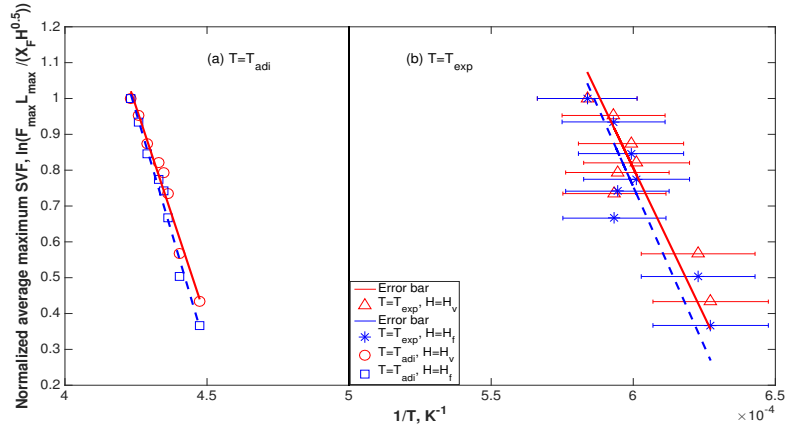 Normalized average maximum SVF, ln(F_max L_max /(X_F H^0.5))
1.2
1.1
1
0.9
0.8
0.7
0.6
0.5
0.4
0.3
0.2
(a) T=T_adi
(b) T=T_exp
Error bar
T=T_exp, H=H_v
Error bar
T=T_exp, H=H_f
T=T_adi, H=H_v
T=T_adi, H=H_f
4 4.5 5 5.5 6 6.5
1/T, K^-1
×10^-4